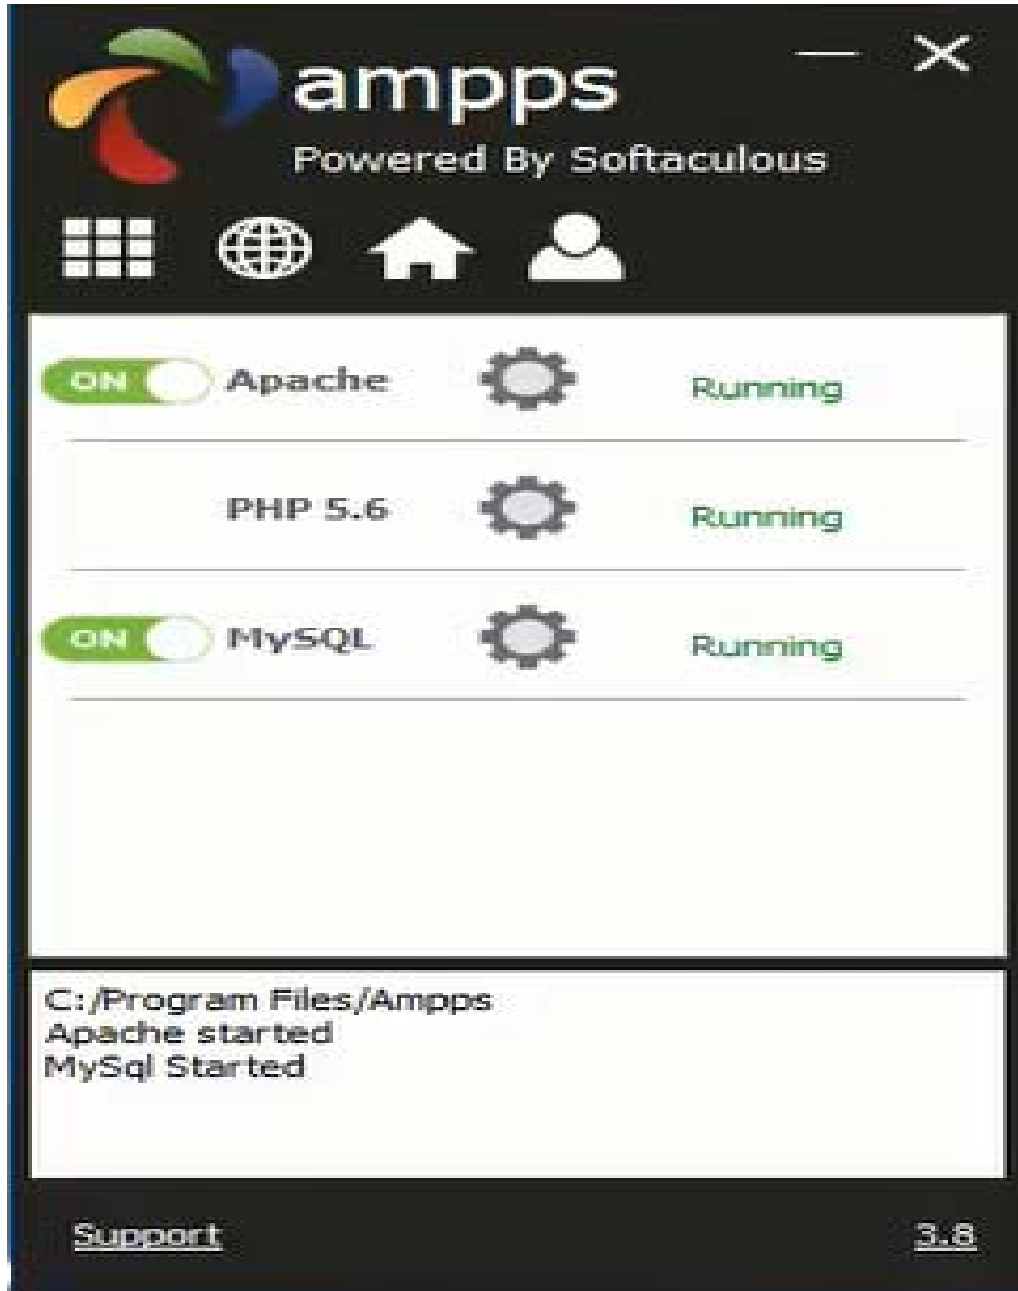 ampps
Powered By Softaculous
ON Apache Running
PHP 5.6 Running
ON MySQL Running
C:/Program Files/Ampps
Apache started
MySql Started
Support 3.8